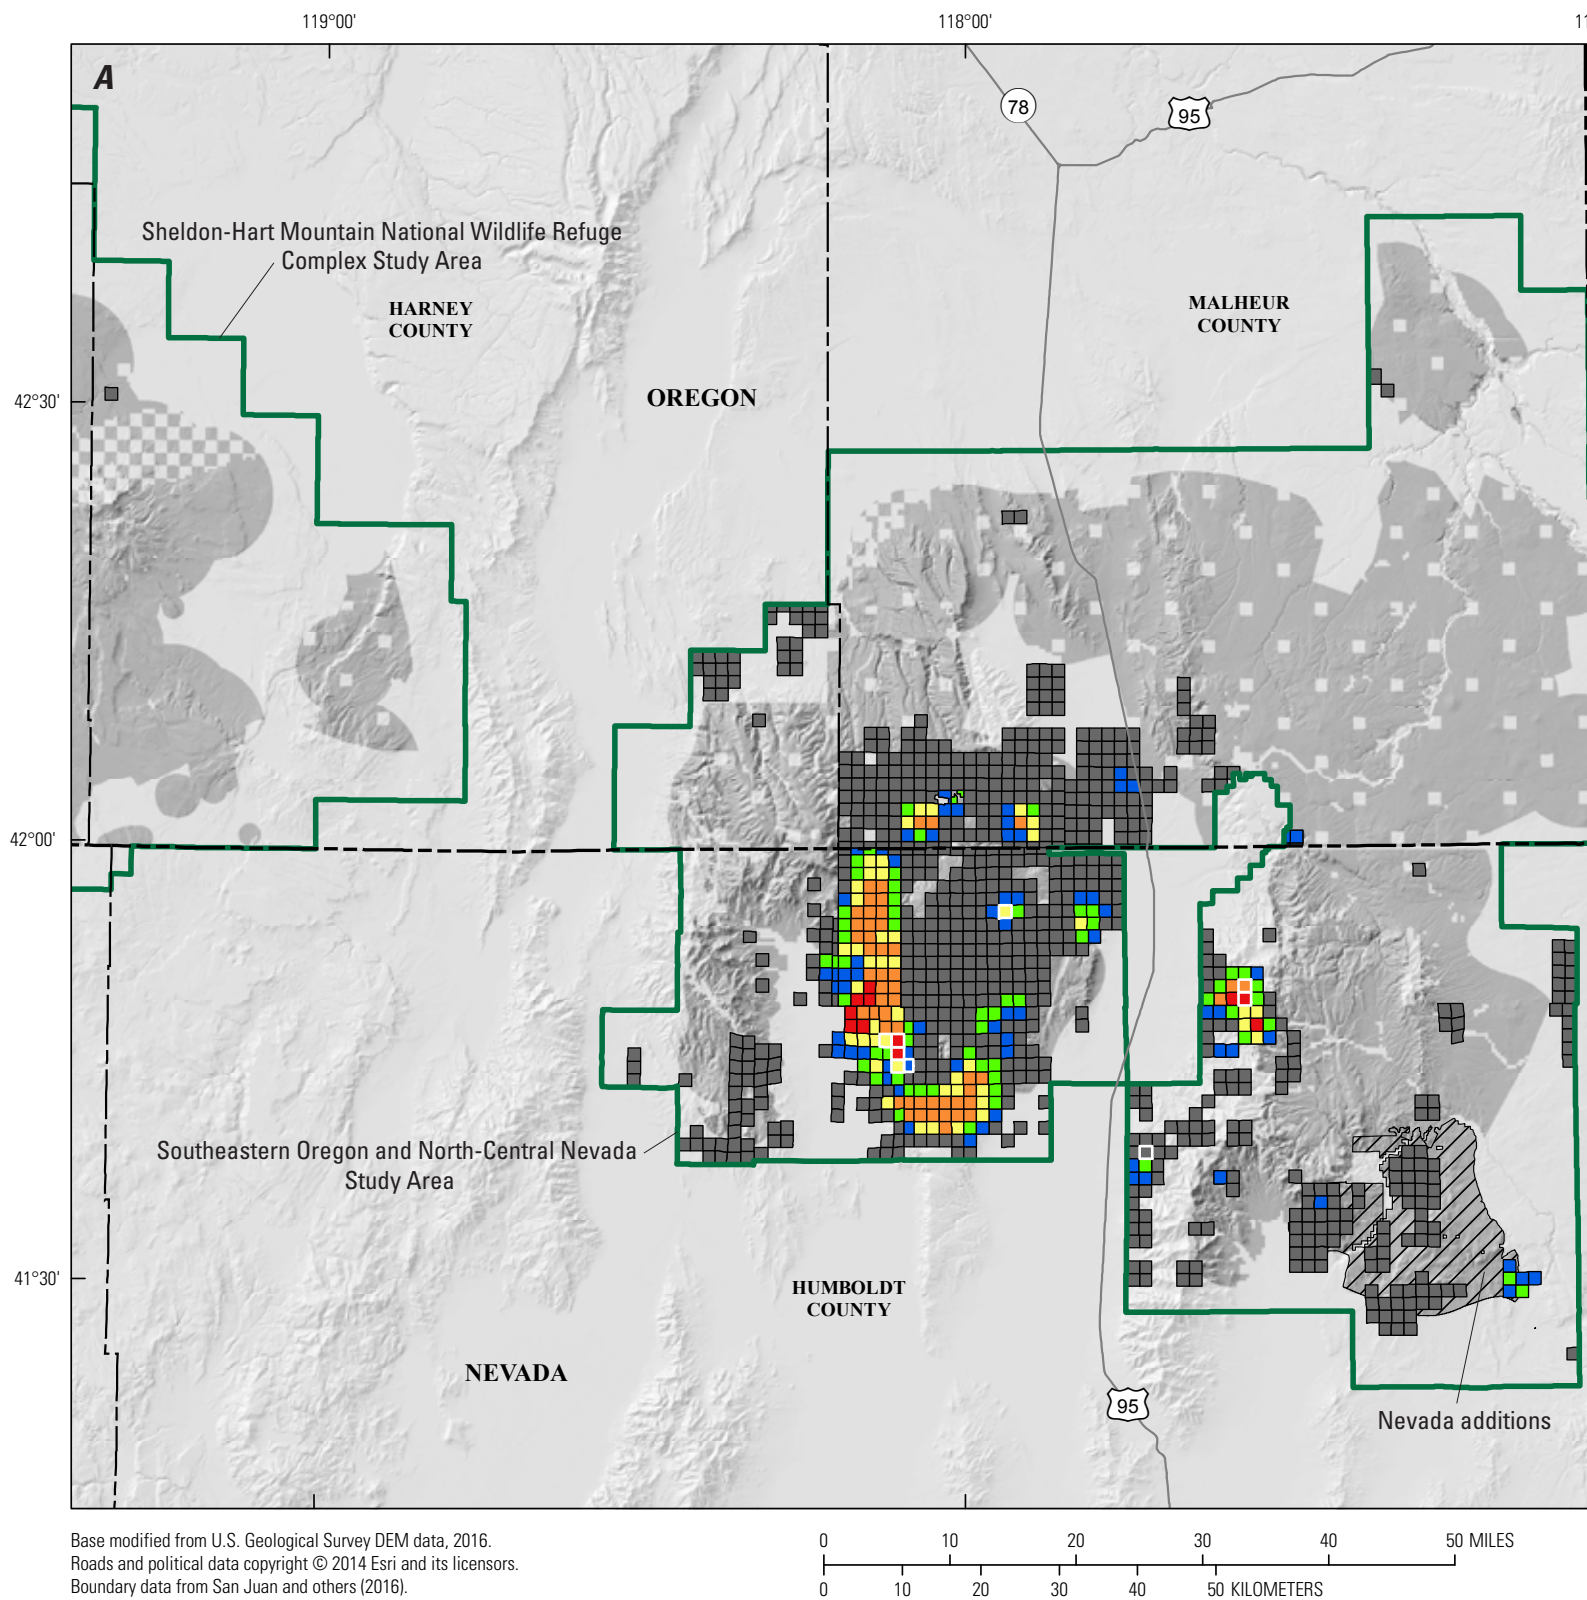 119°00'
118°00'
11
A
78
95
Sheldon-Hart Mountain National Wildlife Refuge
Complex Study Area
HARNEY
COUNTY
MALHEUR
COUNTY
42°30'
OREGON
42°00'
Southeastern Oregon and North-Central Nevada
Study Area
41°30'
HUMBOLDT
COUNTY
NEVADA
95
Nevada additions
Base modified from U.S. Geological Survey DEM data, 2016.
Roads and political data copyright © 2014 Esri and its licensors.
Boundary data from San Juan and others (2016).
0 10 20 30 40 50 MILES
0 10 20 30 40 50 KILOMETERS